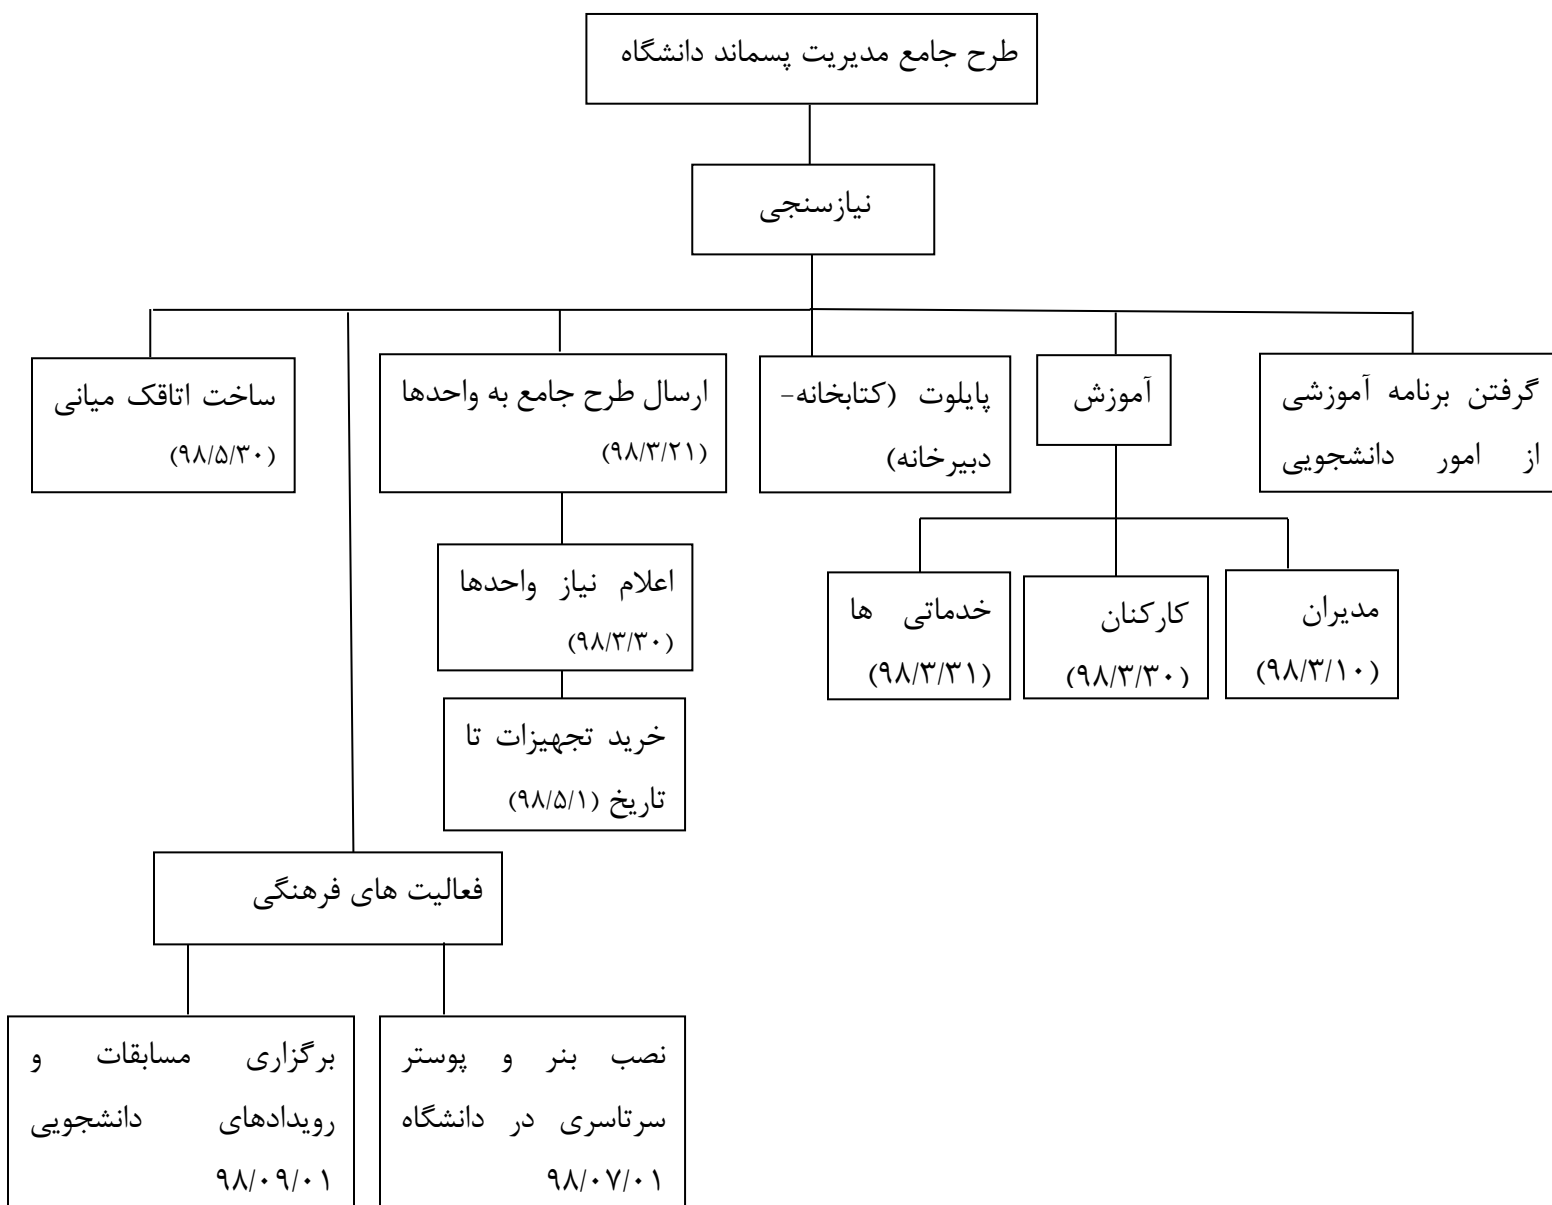 طرح جامع مدیریت پسماند دانشگاه
نیازسنجی
گرفتن برنامه آموزشی
از امور دانشجویی
آموزش
پایلوت (کتابخانه-
دبیرخانه)
ارسال طرح جامع به واحدها
(۹۸/۳/۲۱)
ساخت اتاقک میانی
(۹۸/۵/۳۰)
مدیران
(۹۸/۳/۱۰)
کارکنان
(۹۸/۳/۳۰)
خدماتی ها
(۹۸/۳/۳۱)
اعلام نیاز واحدها
(۹۸/۳/۳۰)
خرید تجهیزات تا
تاریخ (۹۸/۵/۱)
فعالیت های فرهنگی
نصب بنر و پوستر
سرتاسری در دانشگاه
۹۸/۰۷/۰۱
برگزاری مسابقات و
رویدادهای دانشجویی
۹۸/۰۹/۰۱